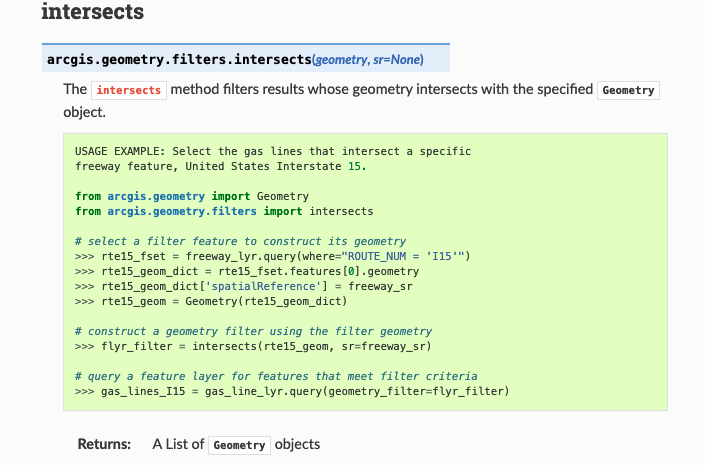 intersects
arcgis.geometry.filters.intersects(geometry, sr=None)
The intersects method filters results whose geometry intersects with the specified Geometry
object.
USAGE EXAMPLE: Select the gas lines that intersect a specific
freeway feature, United States Interstate 15.
from arcgis.geometry import Geometry
from arcgis.geometry.filters import intersects
# select a filter feature to construct its geometry
>>> rte15_fset = freeway_lyr.query(where="ROUTE_NUM = 'I15'")
>>> rte15_geom_dict = rte15_fset.features[0].geometry
>>> rte15_geom_dict['spatialReference'] = freeway_sr
>>> rte15_geom = Geometry(rte15_geom_dict)
# construct a geometry filter using the filter geometry
>>> flyr_filter = intersects(rte15_geom, sr=freeway_sr)
# query a feature layer for features that meet filter criteria
>>> gas_lines_I15 = gas_line_lyr.query(geometry_filter=flyr_filter)
Returns: A List of Geometry objects